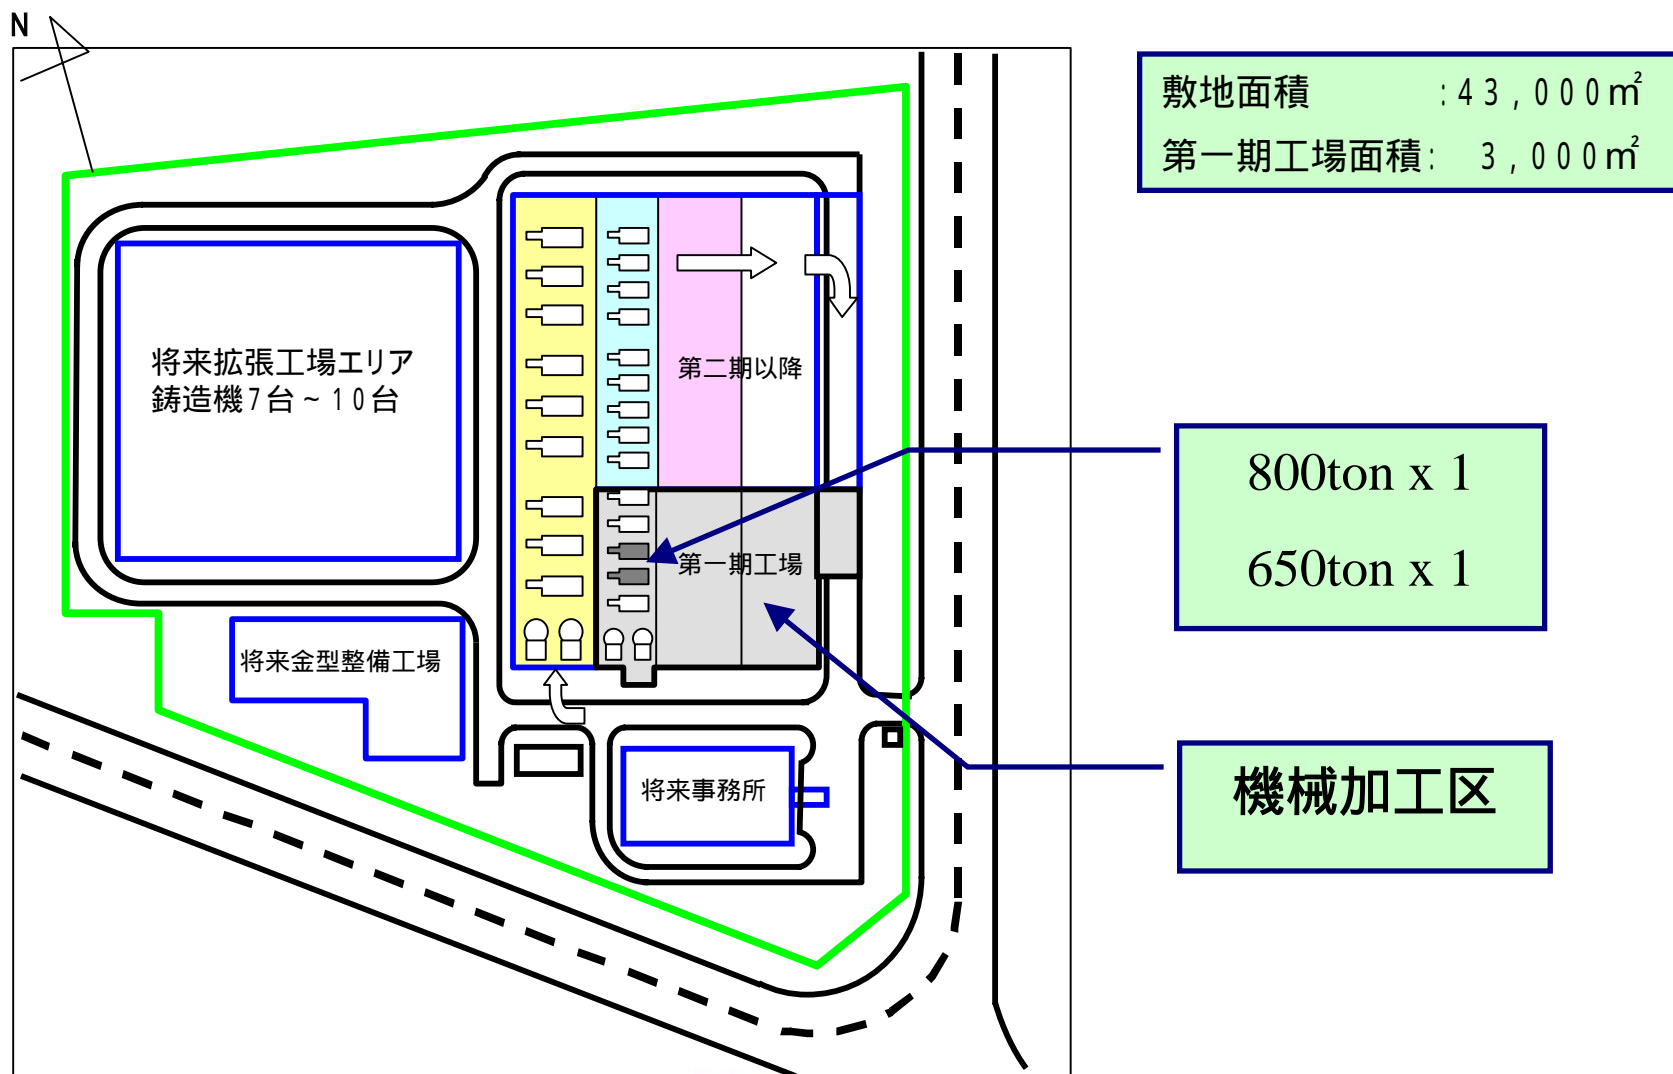 N
敷地面積 :43,000㎡
第一期工場面積: 3,000㎡
将来拡張工場エリア
鋳造機7台~10台
第二期以降
800ton x 1
650ton x 1
第一期工場
将来金型整備工場
将来事務所
機械加工区